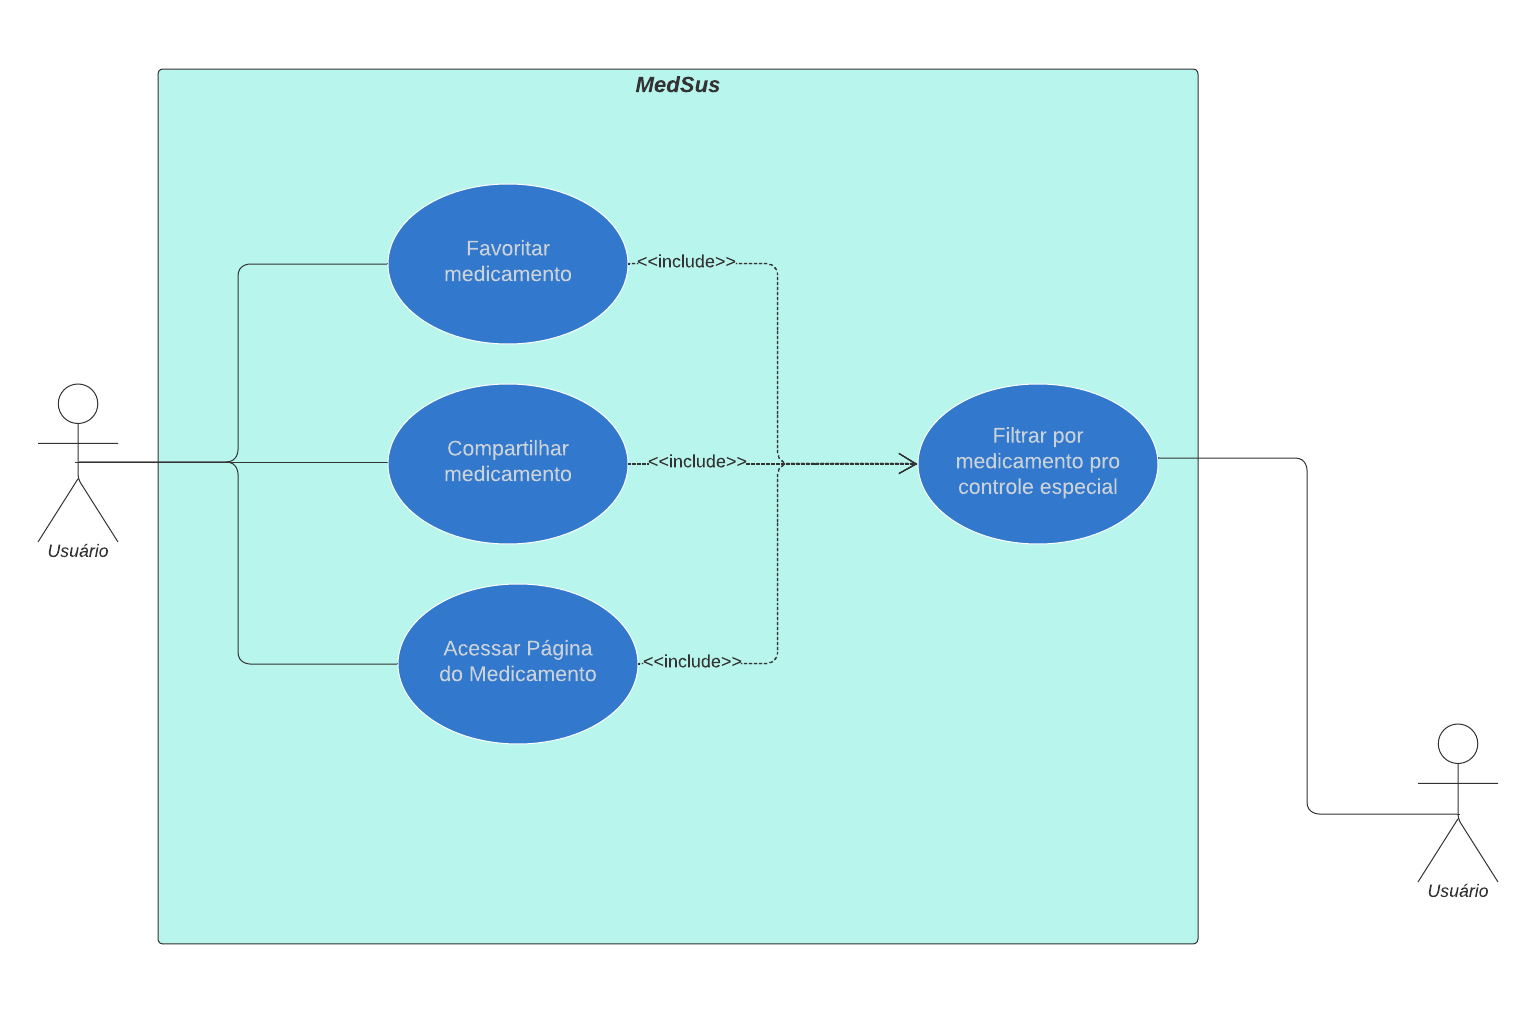 MedSus
Favoritar
medicamento
<<include>>
Compartilhar
medicamento
<<include>>
Filtrar por
medicamento pro
controle especial
Usuário
Acessar Página
do Medicamento
<<include>>
Usuário